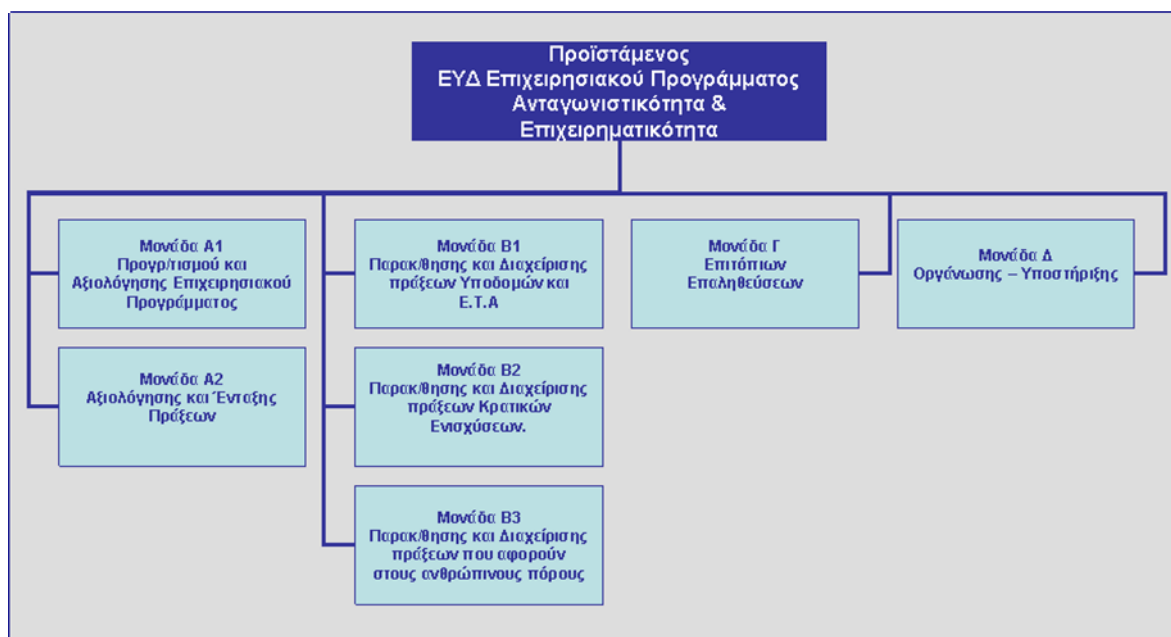 Προϊστάμενος
ΕΥΔ Επιχειρησιακού Προγράμματος
Ανταγωνιστικότητα &
Επιχειρηματικότητα
Μονάδα Α1
Προγρ/τισμού και
Αξιολόγησης Επιχειρησιακού
Προγράμματος
Μονάδα Α2
Αξιολόγησης και Ένταξης
Πράξεων
Μονάδα Β1
Παρακ/θησης και Διαχείρισης
πράξεων Υποδομών και
Ε.Τ.Α
Μονάδα Β2
Παρακ/θησης και Διαχείρισης
πράξεων Κρατικών
Ενισχύσεων.
Μονάδα Β3
Παρακ/θησης και Διαχείρισης
πράξεων που αφορούν
στους ανθρώπινους πόρους
Μονάδα Γ
Επιτόπιων
Επαληθεύσεων
Μονάδα Δ
Οργάνωσης – Υποστήριξης